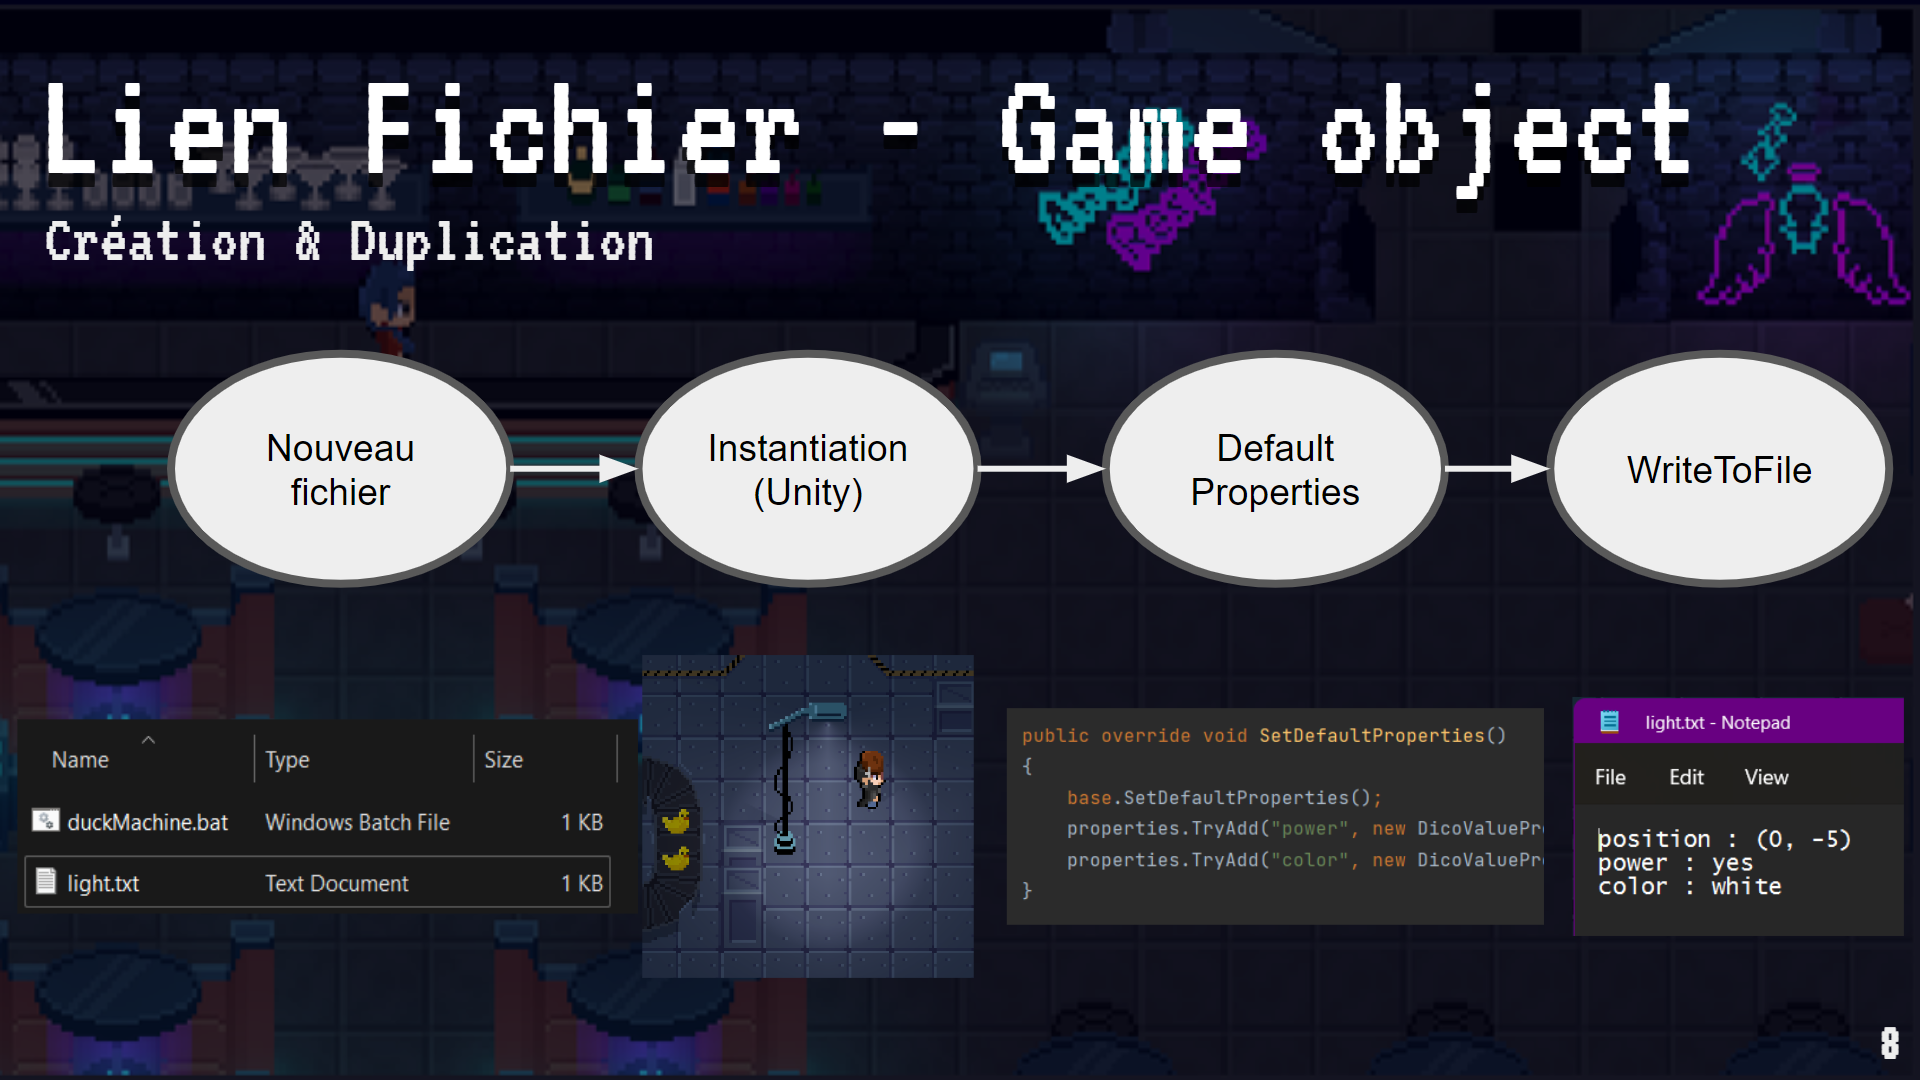 Lien Fichier - Game object
Création & Duplication
Nouveau
fichier
Instantiation
(Unity)
Default
Properties
WriteToFile
Name Type Size
duckMachine.bat Windows Batch File 1 KB
light.txt Text Document 1 KB
public override void SetDefaultProperties()
{
base.SetDefaultProperties();
properties.TryAdd("power", new DicoValuePr
properties.TryAdd("color", new DicoValuePr
}
light.txt - Notepad
File Edit View
position : (0, -5)
power : yes
color : white
8